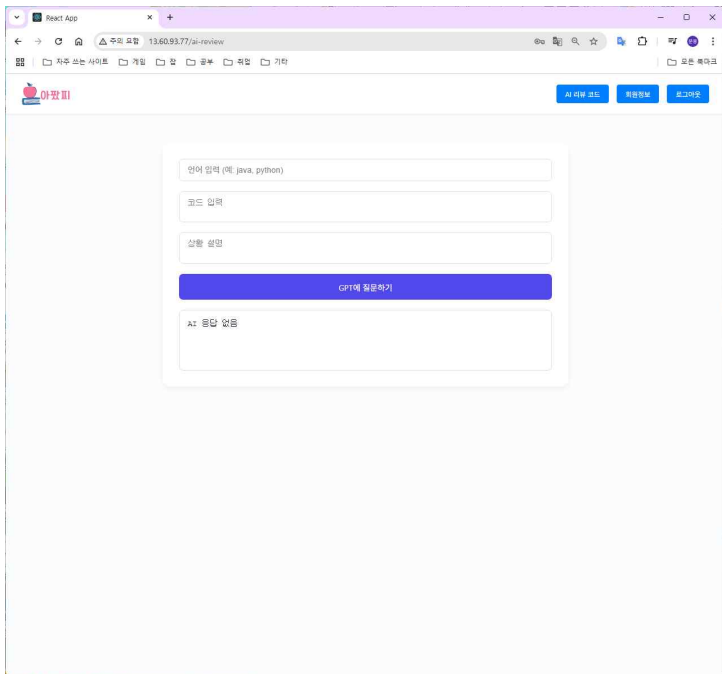 React App
주의 요함 13.60.93.77/ai-review
자주 쓰는 사이트 게임 잡 공부 취업 기타 모든 북마크
아팠띠 AI 리뷰 코드 회원정보 로그아웃
언어 입력 (예: java, python)
코드 입력
상황 설명
GPT에 질문하기
AI 응답 없음